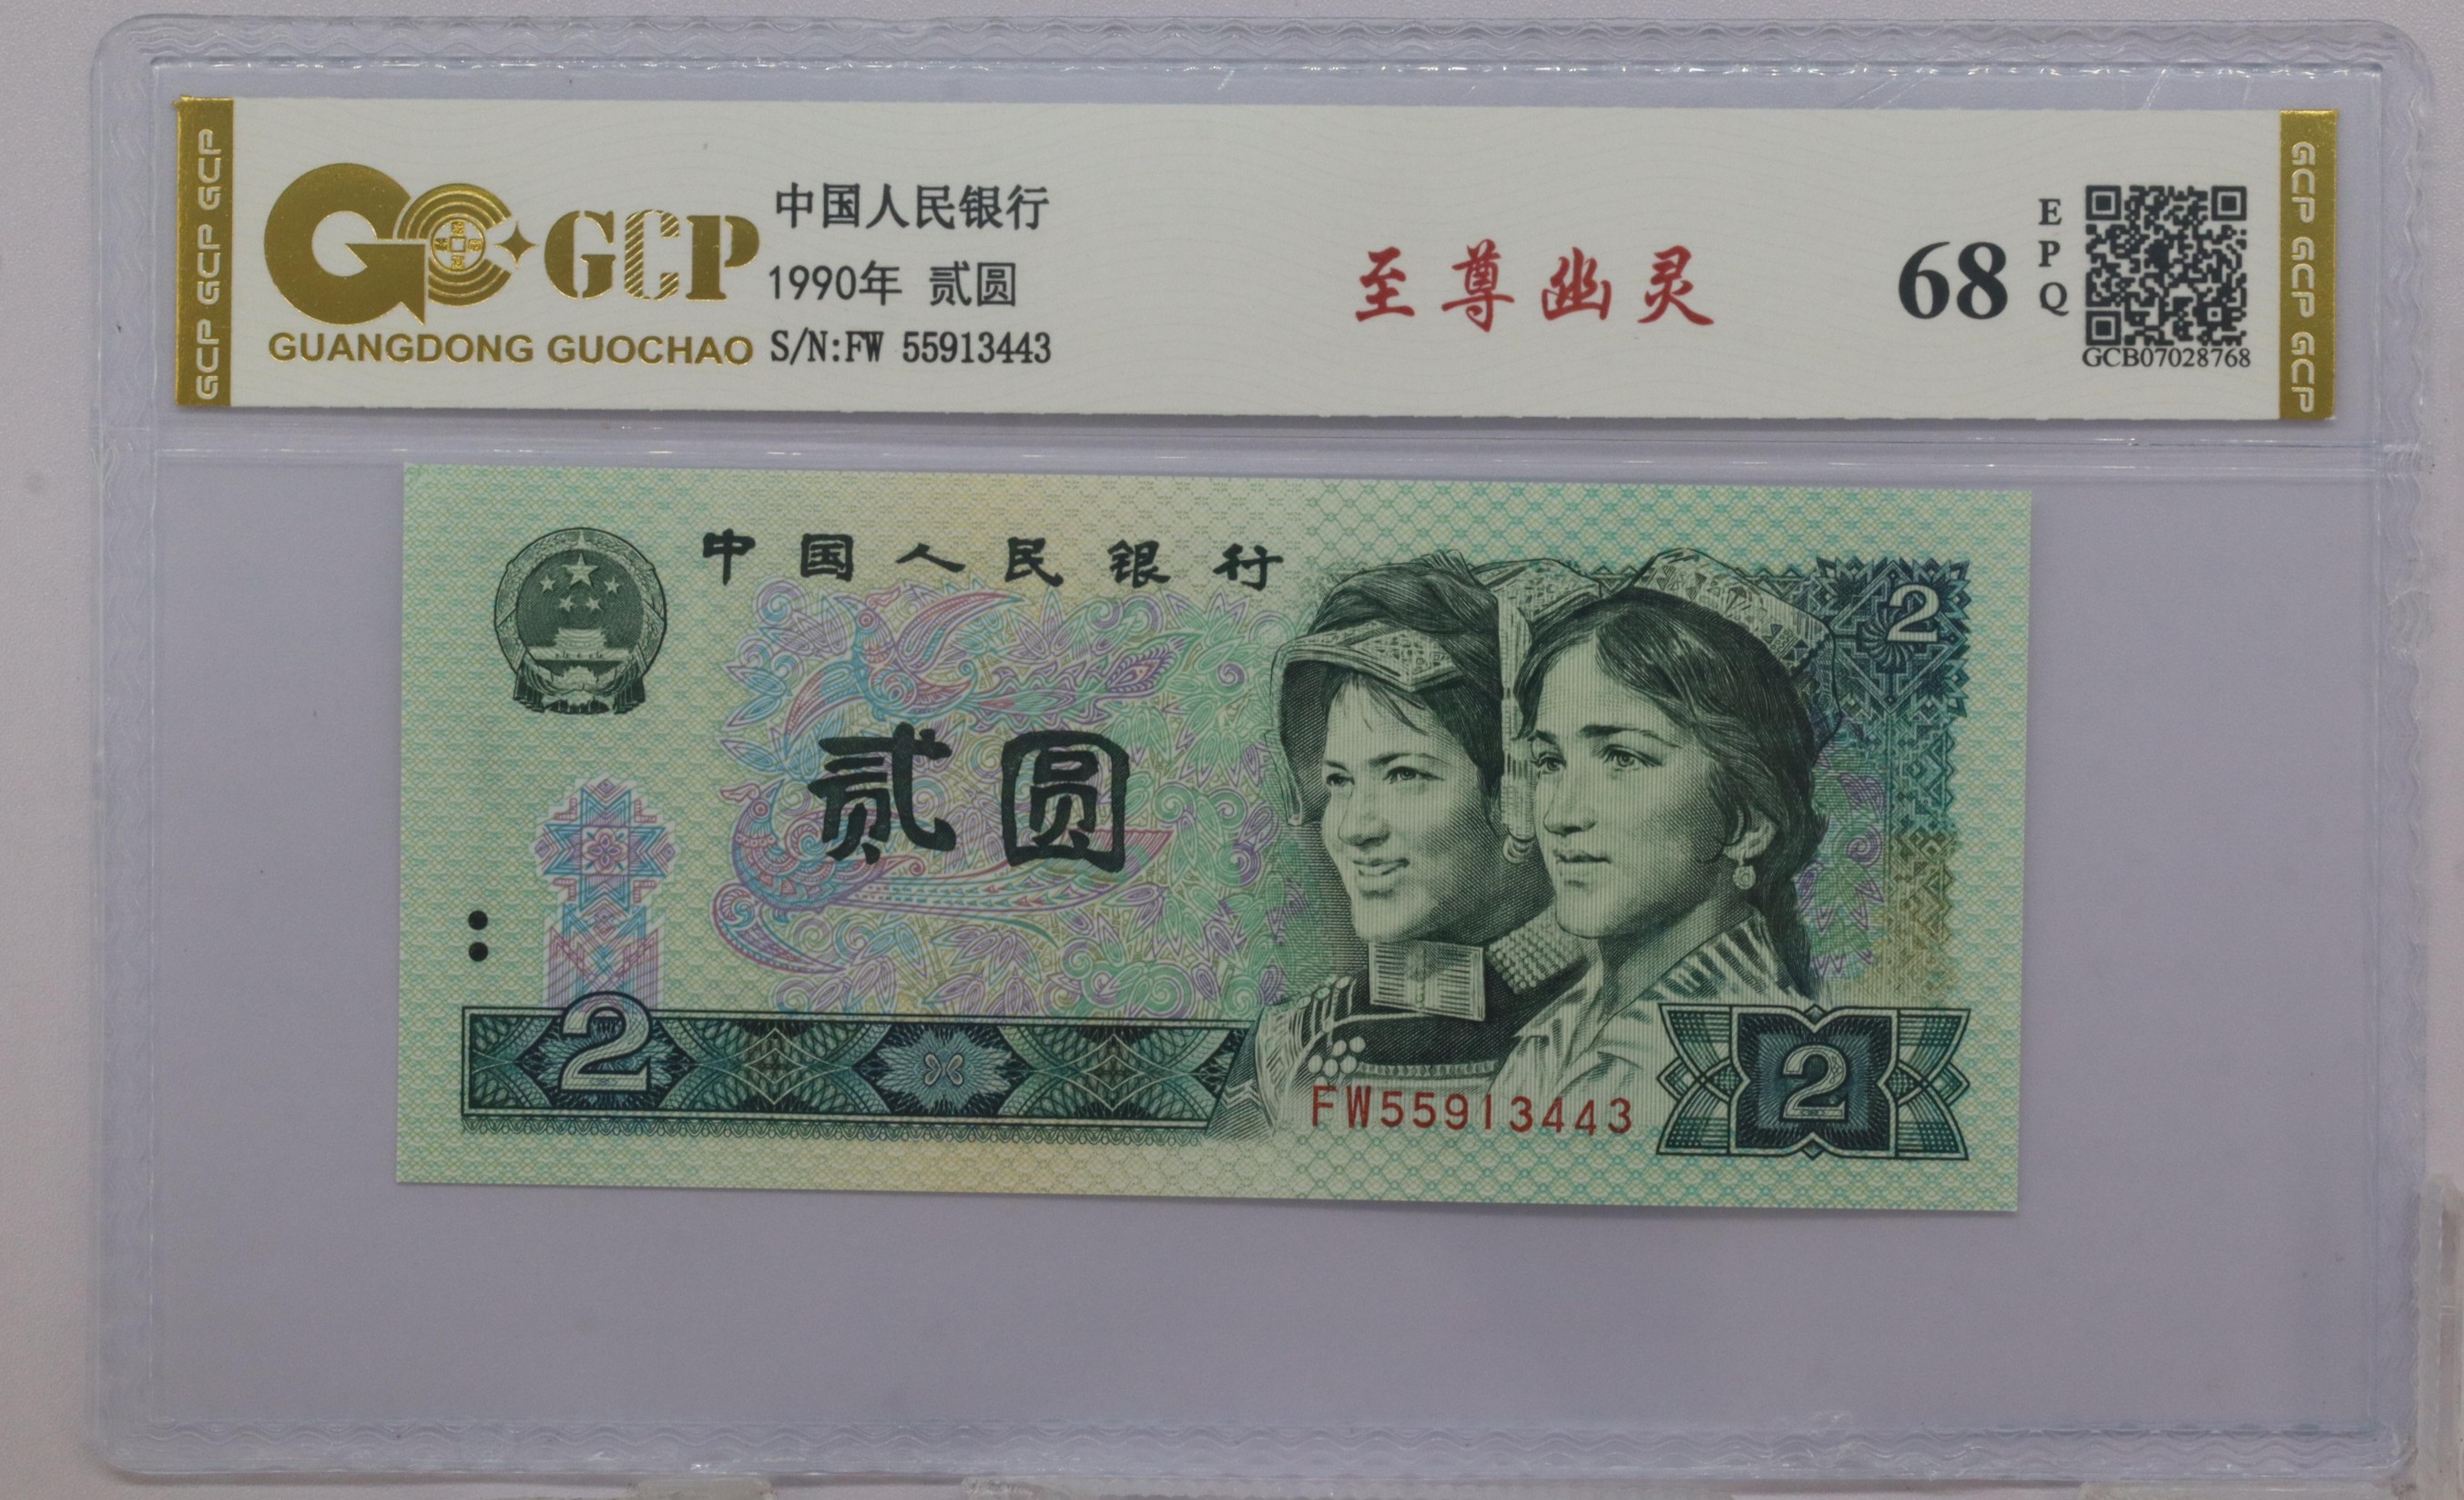 GCP GCP GCP
GCP
GUANGDONG GUOCHAO
中国人民银行
1990年 贰圆
S/N:FW 55913443
至尊幽灵
68
EPQ
GCB07028768
GCP GCP GCP
中国人民银行
2
贰圆
2
FW55913443
2